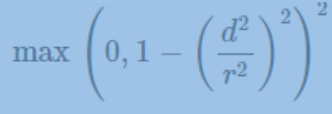 max (0, 1 − (d²/r²)²)²